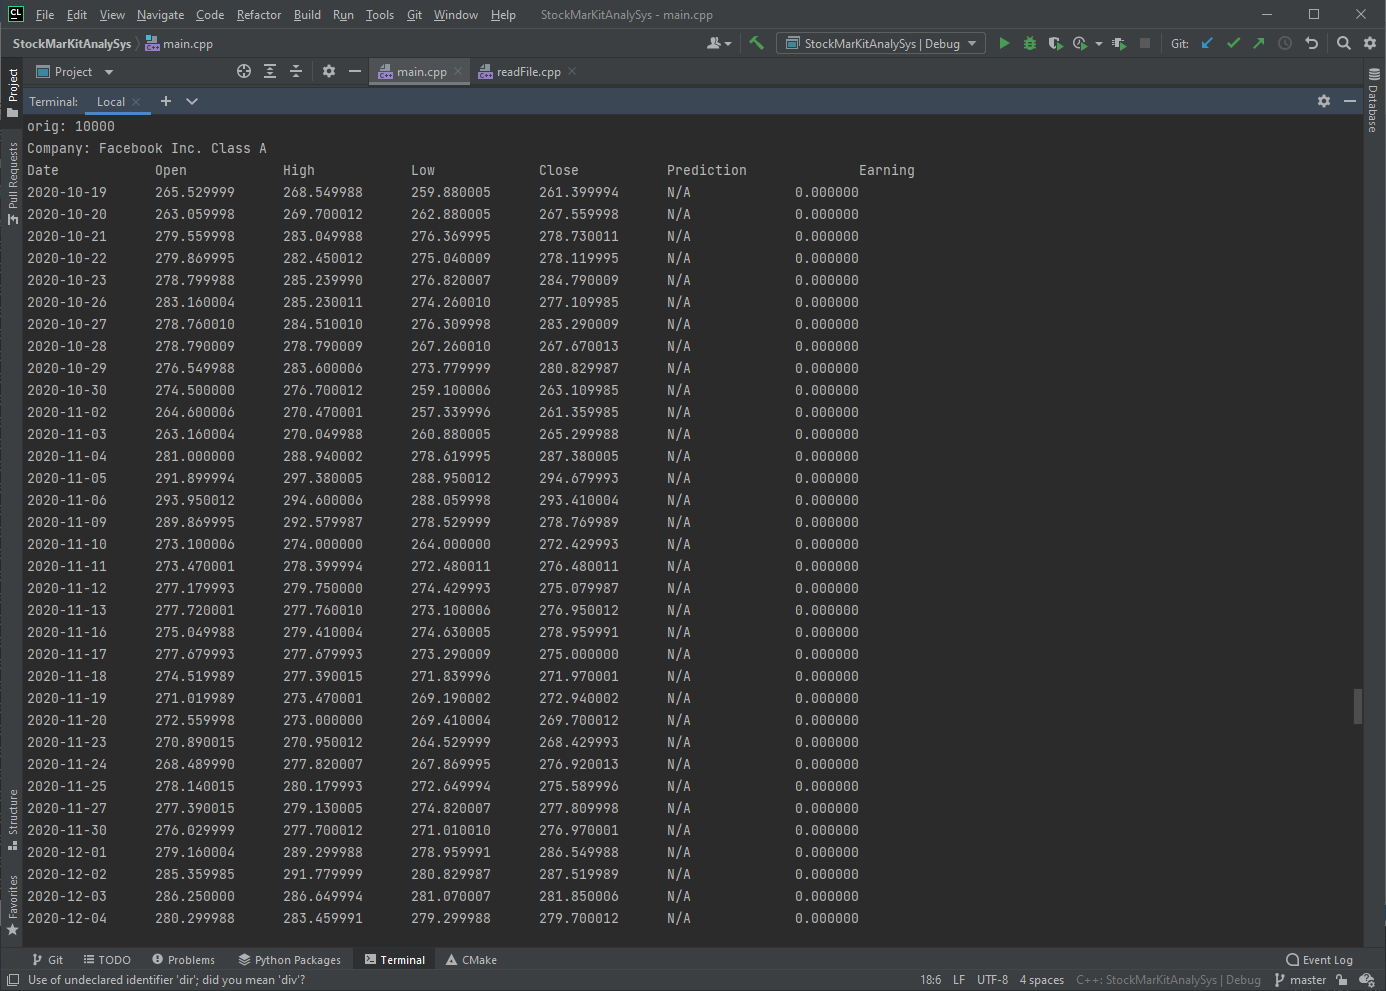 CL File Edit View Navigate Code Refactor Build Run Tools Git Window Help StockMarKitAnalySys - main.cpp
StockMarKitAnalySys main.cpp StockMarKitAnalySys | Debug Git:
Project main.cpp readFile.cpp
Terminal: Local
orig: 10000
Company: Facebook Inc. Class A
Date Open High Low Close Prediction Earning
2020-10-19 265.529999 268.549988 259.880005 261.399994 N/A 0.000000
2020-10-20 263.059998 269.700012 262.880005 267.559998 N/A 0.000000
2020-10-21 279.559998 283.049988 276.369995 278.730011 N/A 0.000000
2020-10-22 279.869995 282.450012 275.040009 278.119995 N/A 0.000000
2020-10-23 278.799988 285.239990 276.820007 284.790009 N/A 0.000000
2020-10-26 283.160004 285.230011 274.260010 277.109985 N/A 0.000000
2020-10-27 278.760010 284.510010 276.309998 283.290009 N/A 0.000000
2020-10-28 278.790009 278.790009 267.260010 267.670013 N/A 0.000000
2020-10-29 276.549988 283.600006 273.779999 280.829987 N/A 0.000000
2020-10-30 274.500000 276.700012 259.100006 263.109985 N/A 0.000000
2020-11-02 264.600006 270.470001 257.339996 261.359985 N/A 0.000000
2020-11-03 263.160004 270.049988 260.880005 265.299988 N/A 0.000000
2020-11-04 281.000000 288.940002 278.619995 287.380005 N/A 0.000000
2020-11-05 291.899994 297.380005 288.950012 294.679993 N/A 0.000000
2020-11-06 293.950012 294.600006 288.059998 293.410004 N/A 0.000000
2020-11-09 289.869995 292.579987 278.529999 278.769989 N/A 0.000000
2020-11-10 273.100006 274.000000 264.000000 272.429993 N/A 0.000000
2020-11-11 273.470001 278.399994 272.480011 276.480011 N/A 0.000000
2020-11-12 277.179993 279.750000 274.429993 275.079987 N/A 0.000000
2020-11-13 277.720001 277.760010 273.100006 276.950012 N/A 0.000000
2020-11-16 275.049988 279.410004 274.630005 278.959991 N/A 0.000000
2020-11-17 277.679993 277.679993 273.290009 275.000000 N/A 0.000000
2020-11-18 274.519989 277.390015 271.839996 271.970001 N/A 0.000000
2020-11-19 271.019989 273.470001 269.190002 272.940002 N/A 0.000000
2020-11-20 272.559998 273.000000 269.410004 269.700012 N/A 0.000000
2020-11-23 270.890015 270.950012 264.529999 268.429993 N/A 0.000000
2020-11-24 268.489990 277.820007 267.869995 276.920013 N/A 0.000000
2020-11-25 278.140015 280.179993 272.649994 275.589996 N/A 0.000000
2020-11-27 277.390015 279.130005 274.820007 277.809998 N/A 0.000000
2020-11-30 276.029999 277.700012 271.010010 276.970001 N/A 0.000000
2020-12-01 279.160004 289.299988 278.959991 286.549988 N/A 0.000000
2020-12-02 285.359985 291.779999 280.829987 287.519989 N/A 0.000000
2020-12-03 286.250000 286.649994 281.070007 281.850006 N/A 0.000000
2020-12-04 280.299988 283.459991 279.299988 279.700012 N/A 0.000000
Project
Pull Requests
Structure
Favorites
Database
Git TODO Problems Python Packages Terminal CMake Event Log
Use of undeclared identifier 'dir'; did you mean 'div'? 18:6 LF UTF-8 4 spaces C++: StockMarKitAnalySys | Debug master